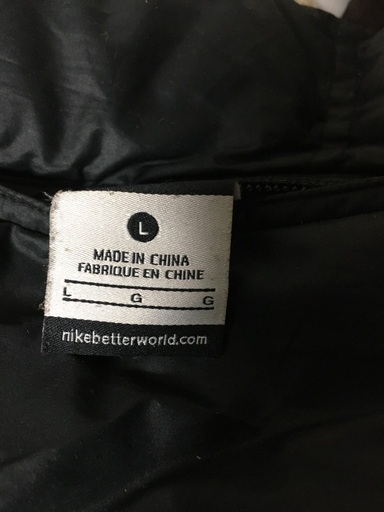 L
MADE IN CHINA
FABRIQUE EN CHINE
L G G
nikebetterworld.com